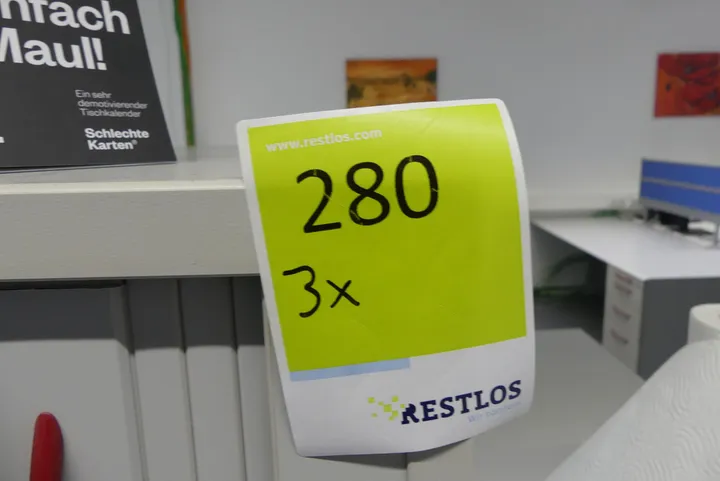 nfach
Maul!
Ein sehr
demotivierender
Tischkalender
Schlechte
Karten®
www.restlos.com
280
3x
RESTLOS